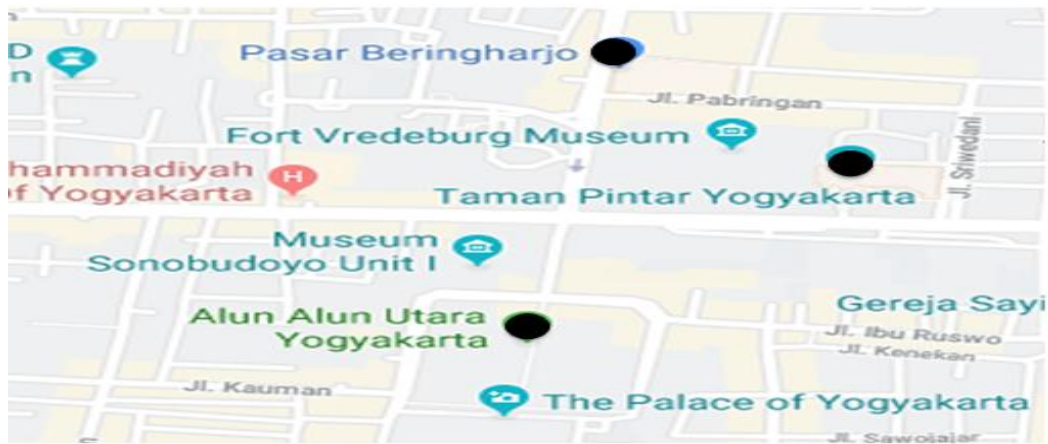 Pasar Beringharjo
D
n
Jl. Pabringan
Fort Vredeburg Museum
Jl. Sriwedani
hammadiyah
of Yogyakarta
H
Taman Pintar Yogyakarta
Museum
Sonobudoyo Unit I
Alun Alun Utara
Yogyakarta
Gereja Sayi
Jl. Ibu Ruswo
Jl. Kenekan
Jl. Kauman
The Palace of Yogyakarta
Jl. Sawojajar